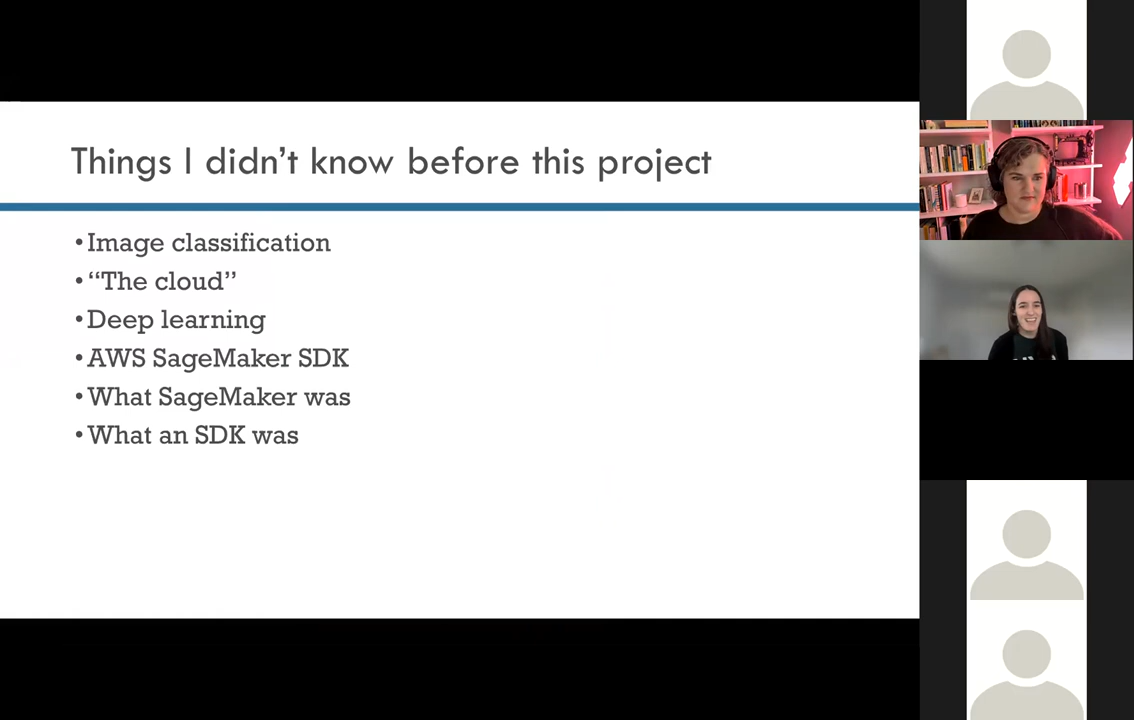 Things I didn’t know before this project
•Image classification
•“The cloud”
•Deep learning
•AWS SageMaker SDK
•What SageMaker was
•What an SDK was